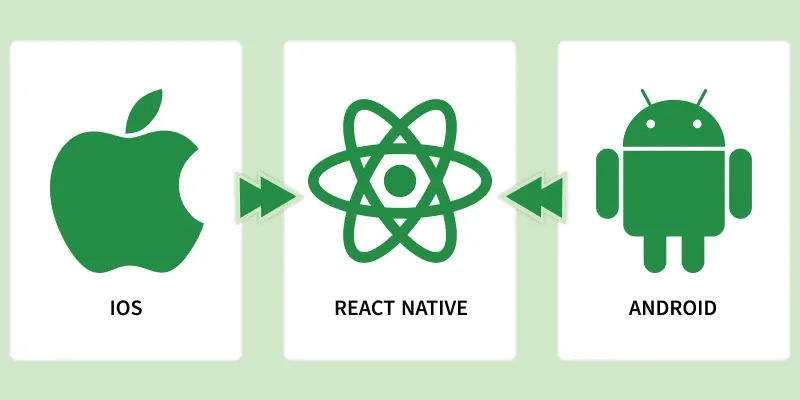 IOS
REACT NATIVE
ANDROID